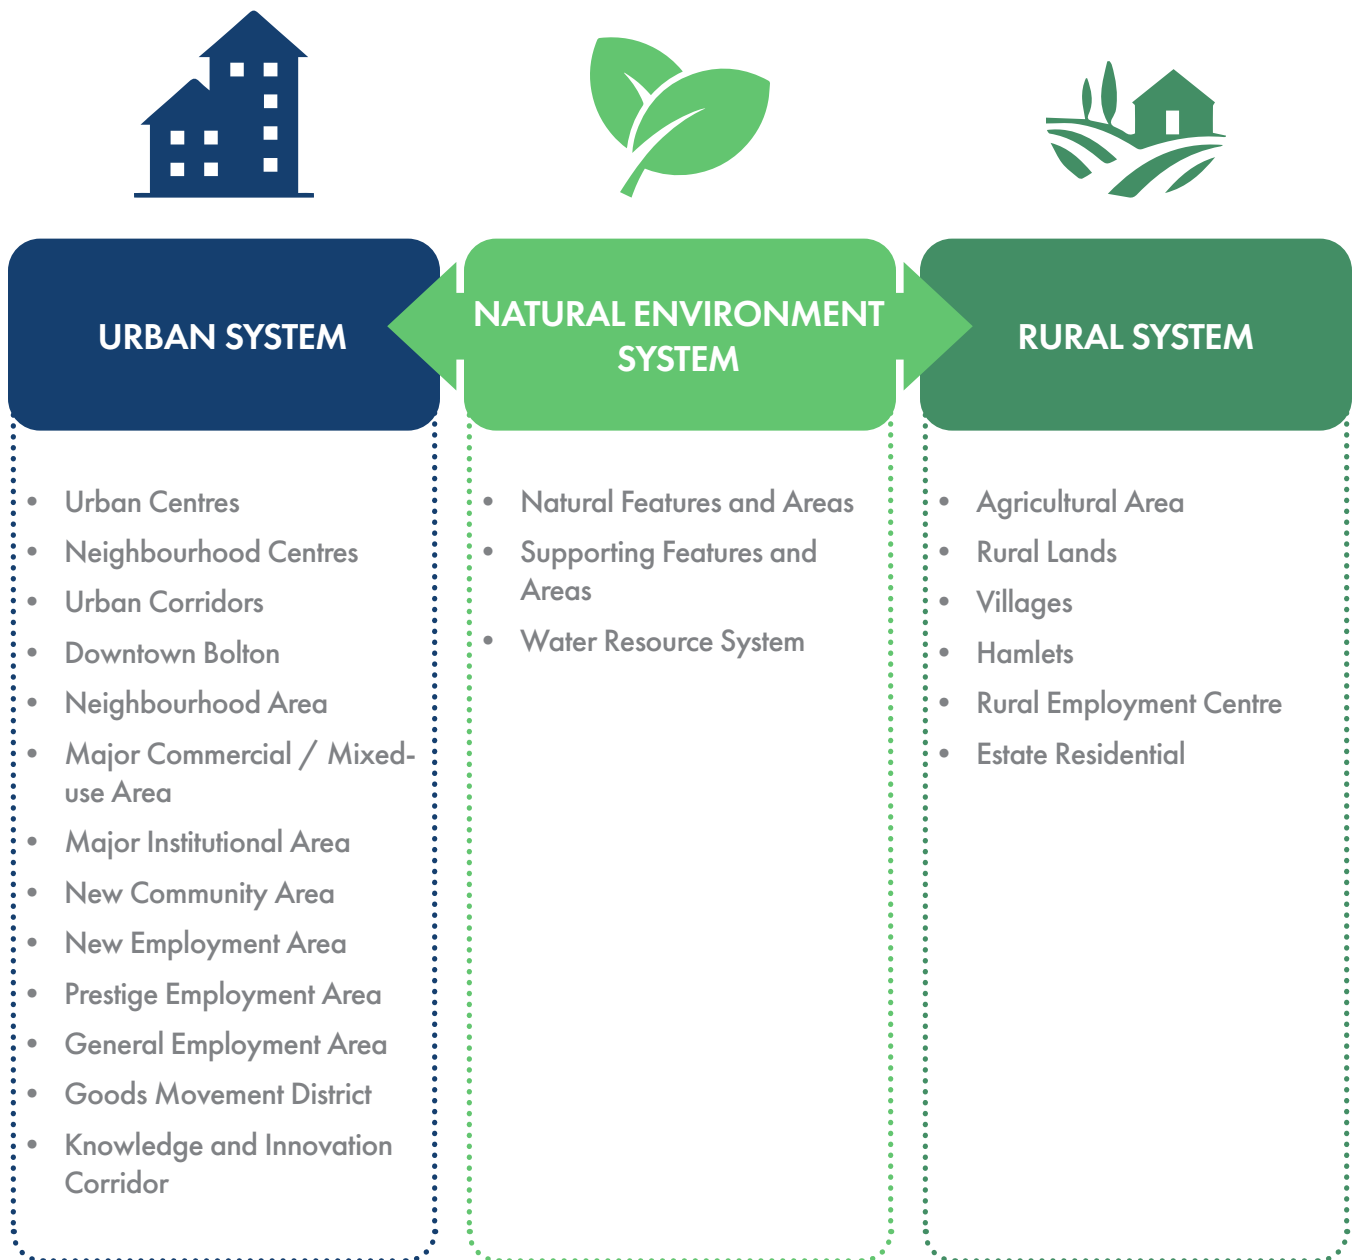 URBAN SYSTEM
NATURAL ENVIRONMENT
SYSTEM
RURAL SYSTEM
• Urban Centres
• Neighbourhood Centres
• Urban Corridors
• Downtown Bolton
• Neighbourhood Area
• Major Commercial / Mixed-
use Area
• Major Institutional Area
• New Community Area
• New Employment Area
• Prestige Employment Area
• General Employment Area
• Goods Movement District
• Knowledge and Innovation
Corridor
• Natural Features and Areas
• Supporting Features and
Areas
• Water Resource System
• Agricultural Area
• Rural Lands
• Villages
• Hamlets
• Rural Employment Centre
• Estate Residential